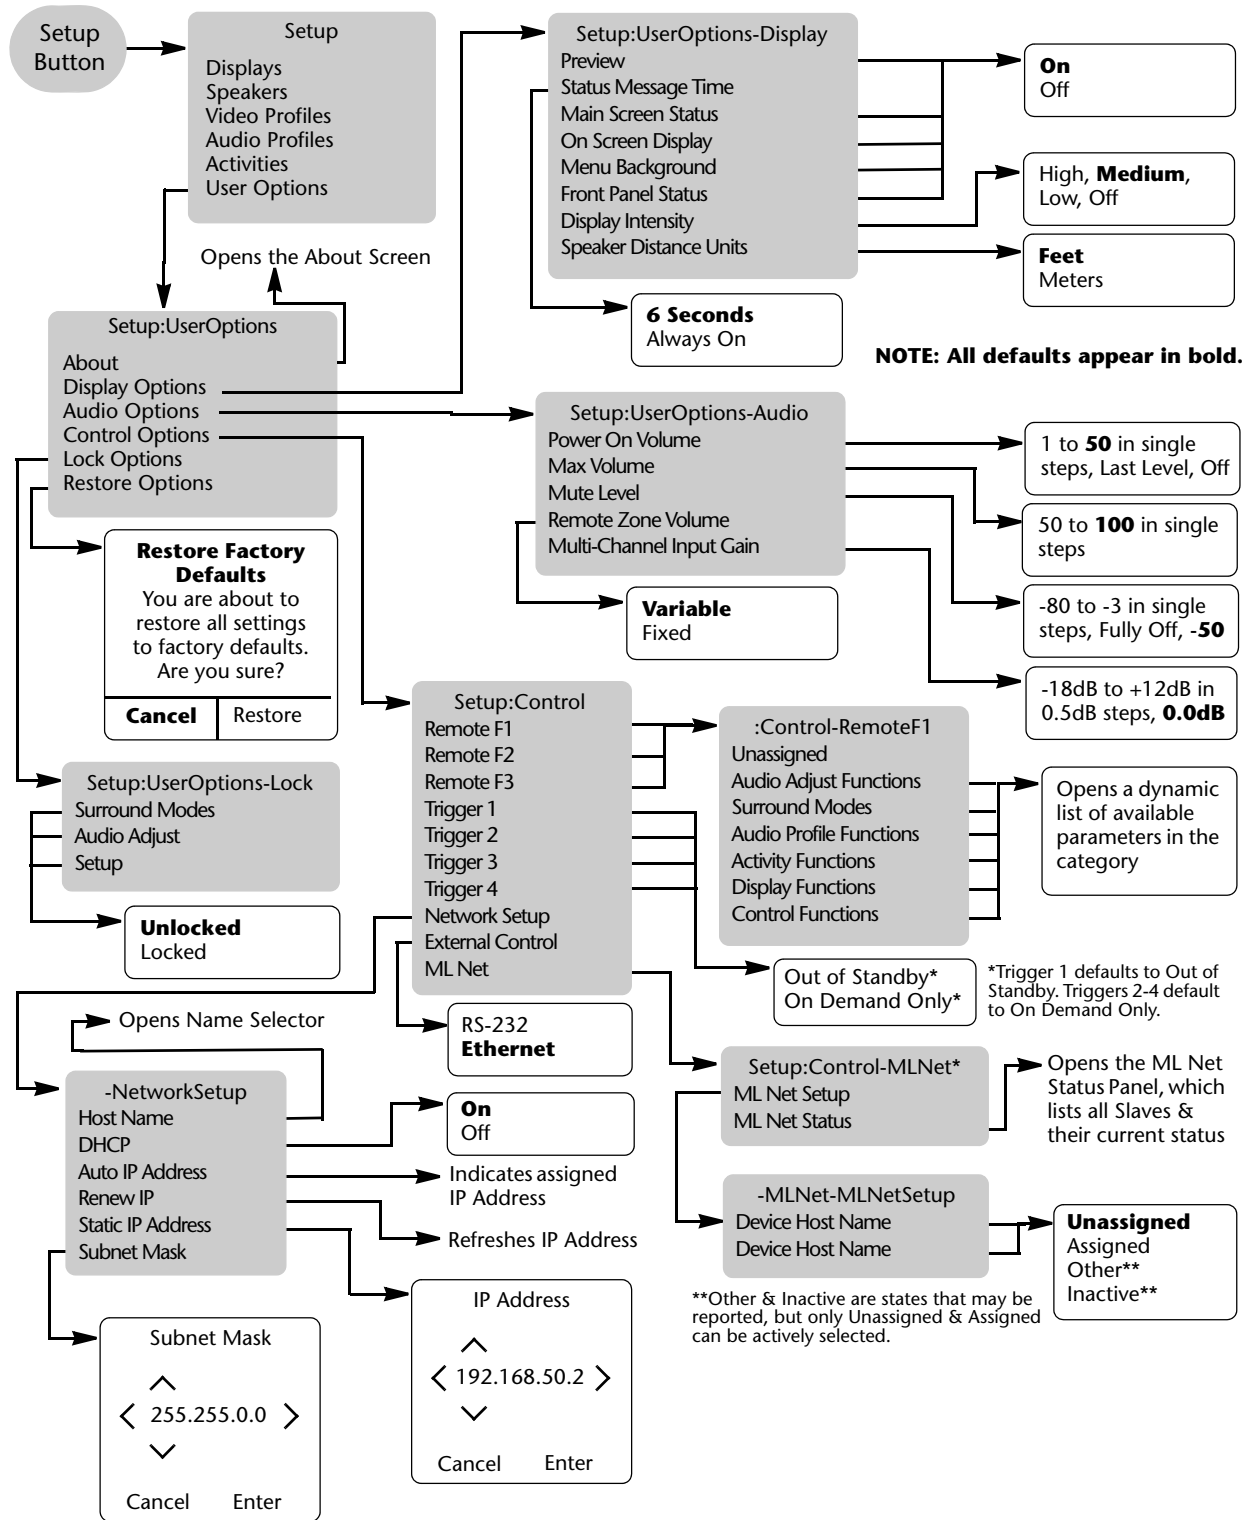 Setup
Button
Setup
Displays
Speakers
Video Profiles
Audio Profiles
Activities
User Options
Setup:UserOptions-Display
Preview
Status Message Time
Main Screen Status
On Screen Display
Menu Background
Front Panel Status
Display Intensity
Speaker Distance Units
On
Off
High, Medium,
Low, Off
Feet
Meters
6 Seconds
Always On
NOTE: All defaults appear in bold.
Opens the About Screen
Setup:UserOptions
About
Display Options
Audio Options
Control Options
Lock Options
Restore Options
Setup:UserOptions-Audio
Power On Volume
Max Volume
Mute Level
Remote Zone Volume
Multi-Channel Input Gain
1 to 50 in single
steps, Last Level, Off
50 to 100 in single
steps
-80 to -3 in single
steps, Fully Off, -50
-18dB to +12dB in
0.5dB steps, 0.0dB
Variable
Fixed
Restore Factory
Defaults
You are about to
restore all settings
to factory defaults.
Are you sure?
Cancel
Restore
Setup:UserOptions-Lock
Surround Modes
Audio Adjust
Setup
Unlocked
Locked
Setup:Control
Remote F1
Remote F2
Remote F3
Trigger 1
Trigger 2
Trigger 3
Trigger 4
Network Setup
External Control
ML Net
:Control-RemoteF1
Unassigned
Audio Adjust Functions
Surround Modes
Audio Profile Functions
Activity Functions
Display Functions
Control Functions
Opens a dynamic
list of available
parameters in the
category
Out of Standby*
On Demand Only*
*Trigger 1 defaults to Out of
Standby. Triggers 2-4 default
to On Demand Only.
RS-232
Ethernet
Opens Name Selector
-NetworkSetup
Host Name
DHCP
Auto IP Address
Renew IP
Static IP Address
Subnet Mask
On
Off
Indicates assigned
IP Address
Refreshes IP Address
Setup:Control-MLNet*
ML Net Setup
ML Net Status
Opens the ML Net
Status Panel, which
lists all Slaves &
their current status
-MLNet-MLNetSetup
Device Host Name
Device Host Name
Unassigned
Assigned
Other**
Inactive**
**Other & Inactive are states that may be
reported, but only Unassigned & Assigned
can be actively selected.
Subnet Mask
255.255.0.0
Cancel Enter
IP Address
192.168.50.2
Cancel Enter